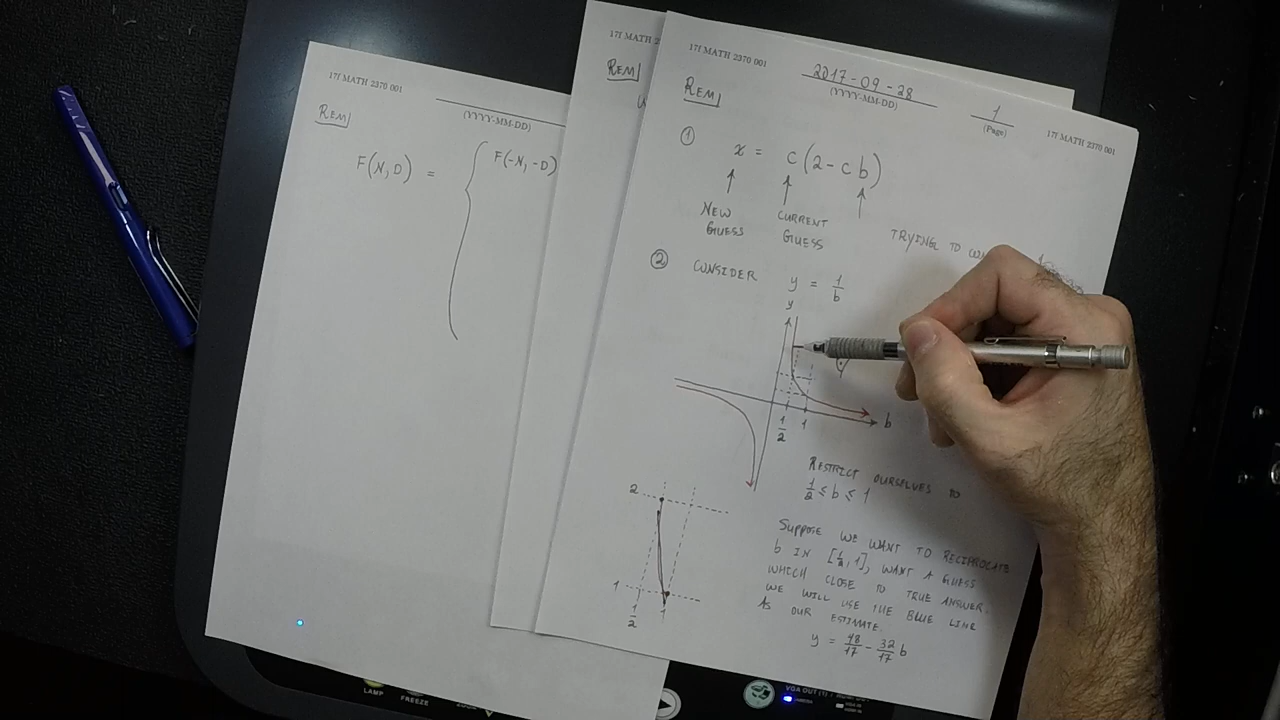 17f MATH 2370 001
(YYYY-MM-DD)
REM
F(N,D) = { F(-N,-D)
17f MATH 2
REM
17f MATH 2370 001
2017-09-28
(YYYY-MM-DD)
1
(Page)
17f MATH 2370 001
REM
① x = c(2-cb)
NEW GUESS
CURRENT GUESS
TRYING TO
② CONSIDER y = 1/b
y
b
1/2
1
RESTRICT OURSELVES TO
1/2 ≤ b ≤ 1
2
1
1/2
1
SUPPOSE WE WANT TO RECIPROCATE
b IN [1/2, 1], WANT A GUESS
WHICH CLOSE TO TRUE ANSWER.
WE WILL USE THE BLUE LINE
AS OUR ESTIMATE.
y = 48/17 - 32/17 b
LAMP
FREEZE
VGA OUT (1)